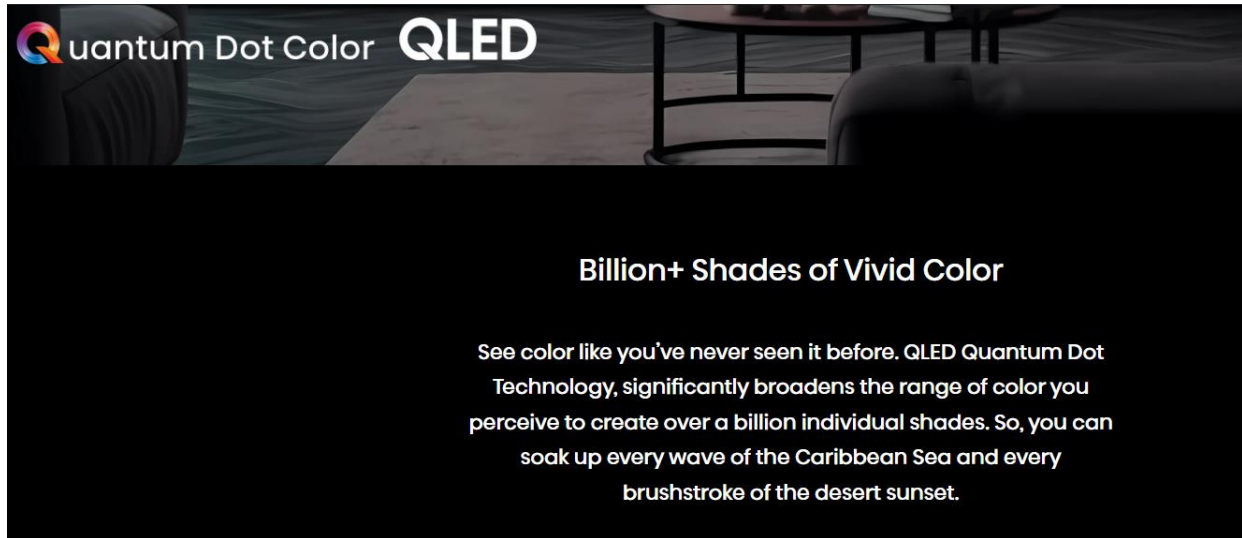 Quantum Dot Color QLED
Billion+ Shades of Vivid Color
See color like you've never seen it before. QLED Quantum Dot
Technology, significantly broadens the range of color you
perceive to create over a billion individual shades. So, you can
soak up every wave of the Caribbean Sea and every
brushstroke of the desert sunset.